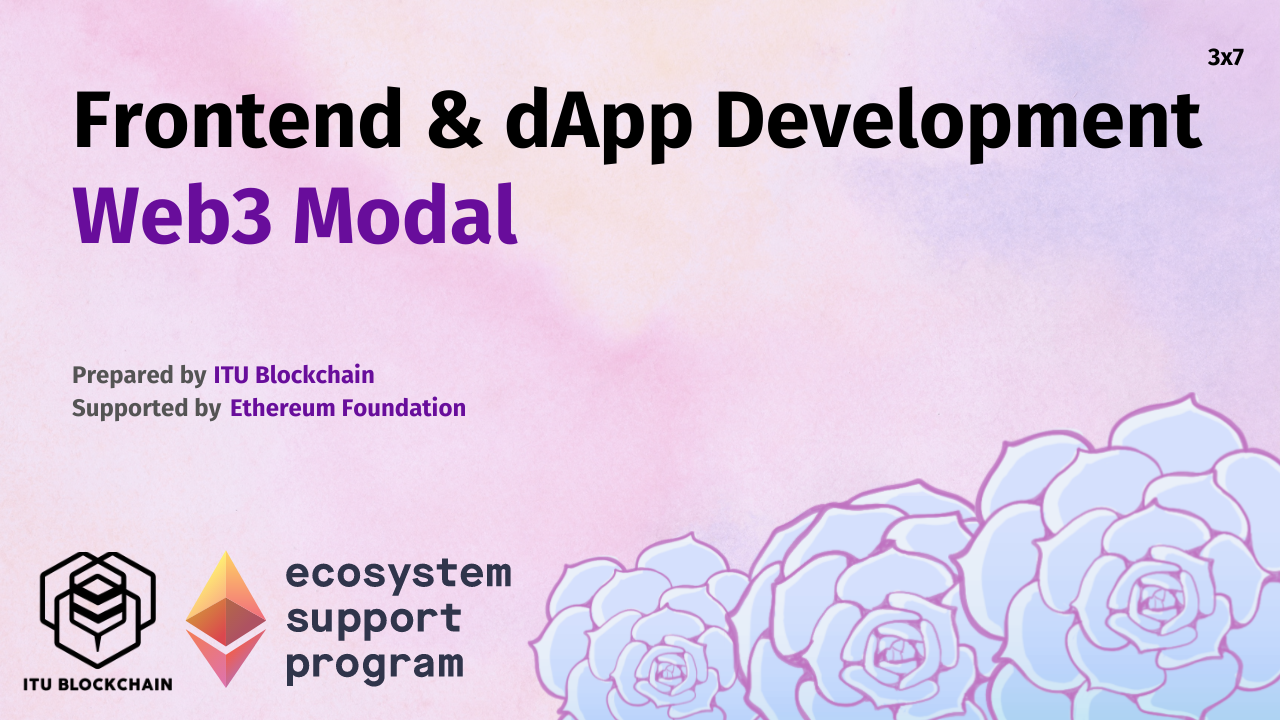 3x7
Frontend & dApp Development
Web3 Modal
Prepared by ITU Blockchain
Supported by Ethereum Foundation
ITU BLOCKCHAIN
ecosystem
support
program